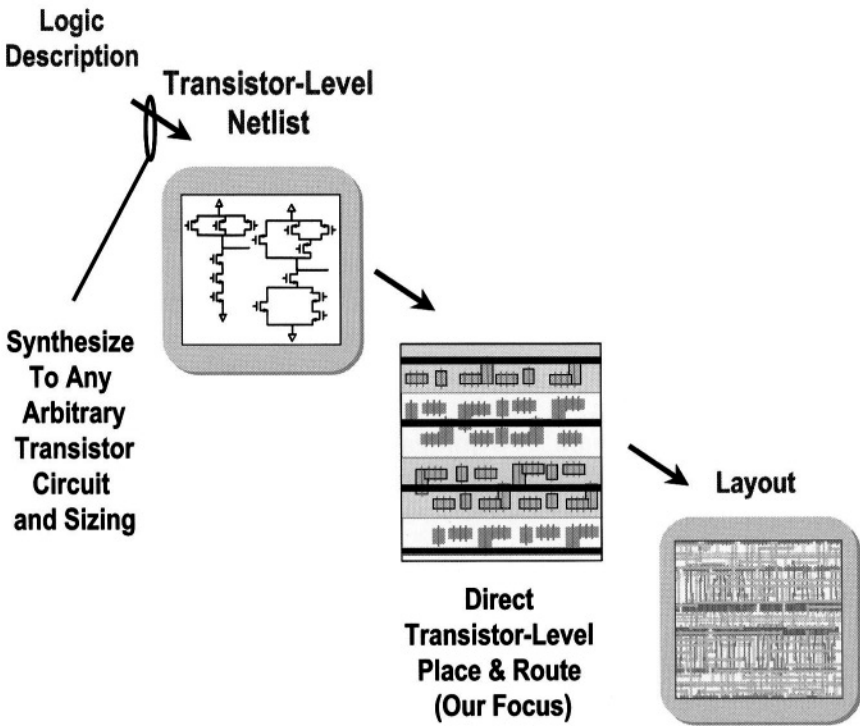 Logic
Description
Transistor-Level
Netlist
Synthesize
To Any
Arbitrary
Transistor
Circuit
and Sizing
Direct
Transistor-Level
Place & Route
(Our Focus)
Layout